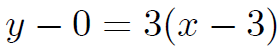 y − 0 = 3(x − 3)